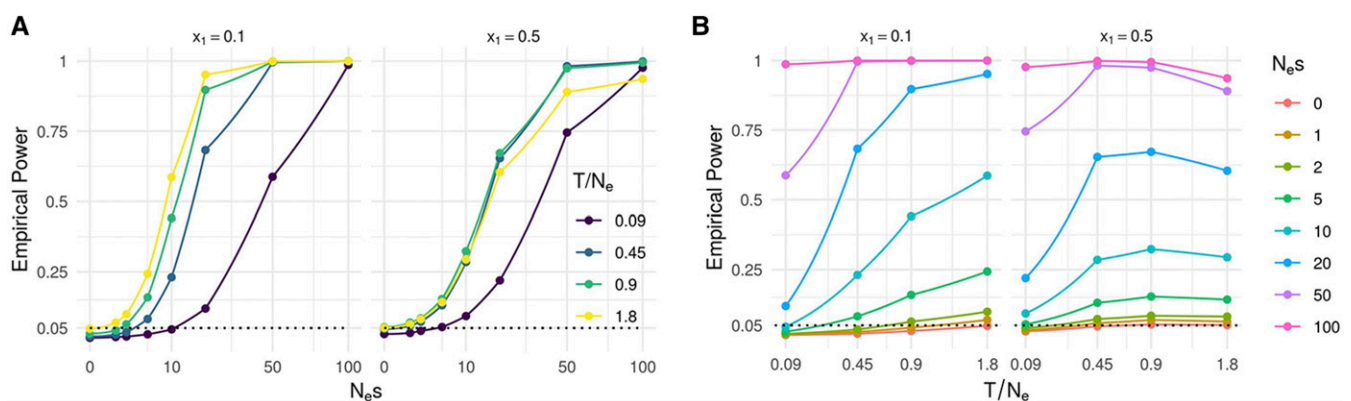 A
x₁ = 0.1
x₁ = 0.5
Empirical Power
1
0.75
0.5
0.25
0.05
0 10 50 100
0 10 50 100
Nₑs
T/Nₑ
0.09
0.45
0.9
1.8
B
x₁ = 0.1
x₁ = 0.5
Empirical Power
1
0.75
0.5
0.25
0.05
0.09 0.45 0.9 1.8
0.09 0.45 0.9 1.8
T/Nₑ
Nₑs
0
1
2
5
10
20
50
100